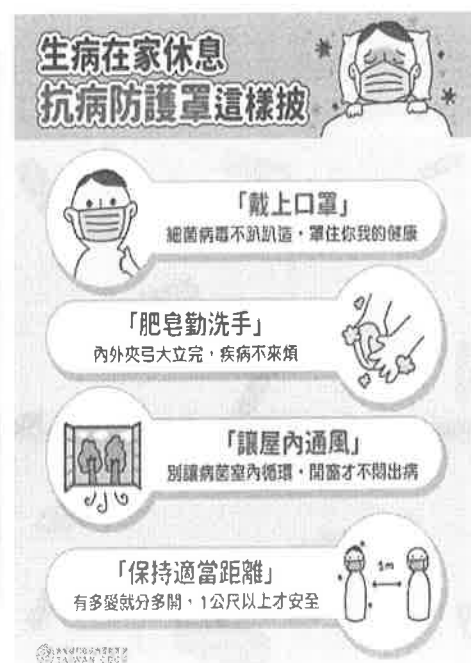 生病在家休息
抗病防護罩這樣披
「戴上口罩」
細菌病毒不趴趴造，罩住你我的健康
「肥皂勤洗手」
內外夾弓大立完，疾病不來煩
「讓屋內通風」
別讓病菌室內循環，開窗才不悶出病
1m
「保持適當距離」
有多愛就分多開，1公尺以上才安全
TAIWAN CDC